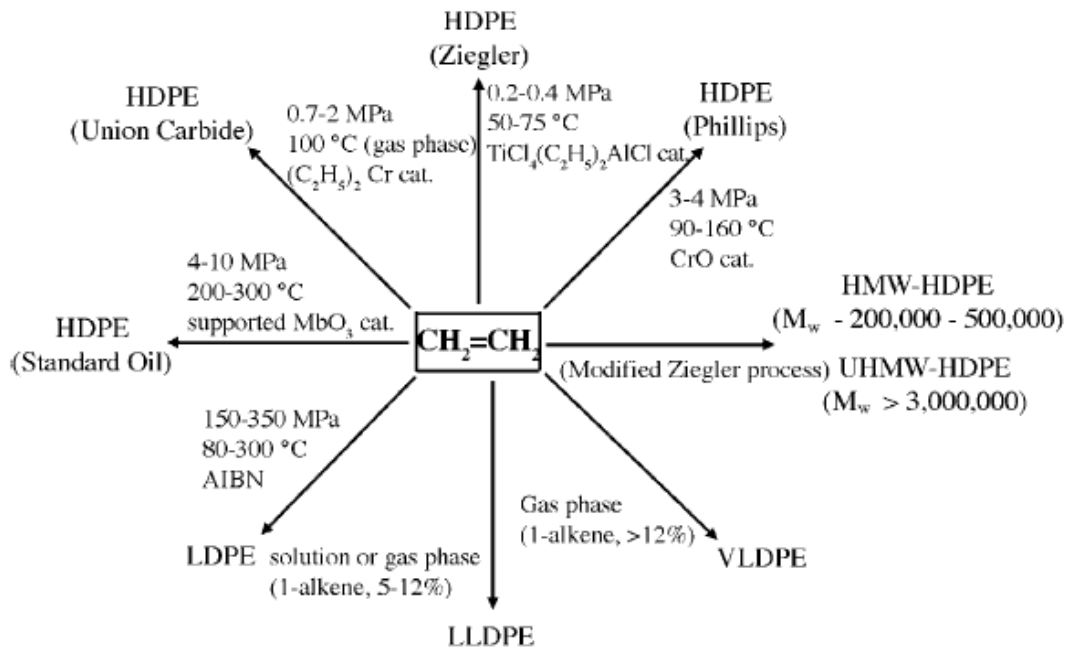 HDPE
(Ziegler)
HDPE
(Union Carbide)
0.7-2 MPa
100 °C (gas phase)
(C₂H₅)₂ Cr cat.
0.2-0.4 MPa
50-75 °C
TiCl₄(C₂H₅)₂AlCl cat.
HDPE
(Phillips)
3-4 MPa
90-160 °C
CrO cat.
4-10 MPa
200-300 °C
supported MbO₃ cat.
HDPE
(Standard Oil)
CH₂=CH₂
HMW-HDPE
(Mw - 200,000 - 500,000)
(Modified Ziegler process) UHMW-HDPE
(Mw > 3,000,000)
150-350 MPa
80-300 °C
AIBN
LDPE
solution or gas phase
(1-alkene, 5-12%)
LLDPE
Gas phase
(1-alkene, >12%)
VLDPE